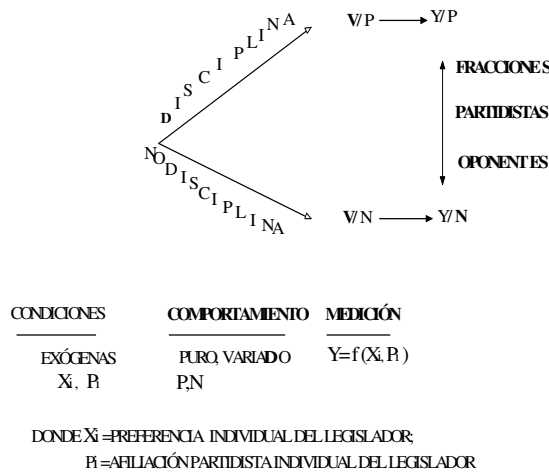 DISCIPLINA
V/P Y/P
FRACCIONES
PARTIDISTAS
OPONENTES
NO DISCIPLINA
V/N Y/N
CONDICIONES COMPORTAMIENTO MEDICIÓN
EXÓGENAS PURO, VARIADO Y=f(Xi,Pi)
Xi, Pi P,N
DONDE Xi=PREFERENCIA INDIVIDUAL DEL LEGISLADOR;
Pi=AFILIACIÓN PARTIDISTA INDIVIDUAL DEL LEGISLADOR